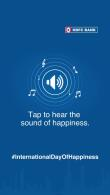 HDFC BANK
Tap to hear the
sound of happiness.
#InternationalDayOfHappiness